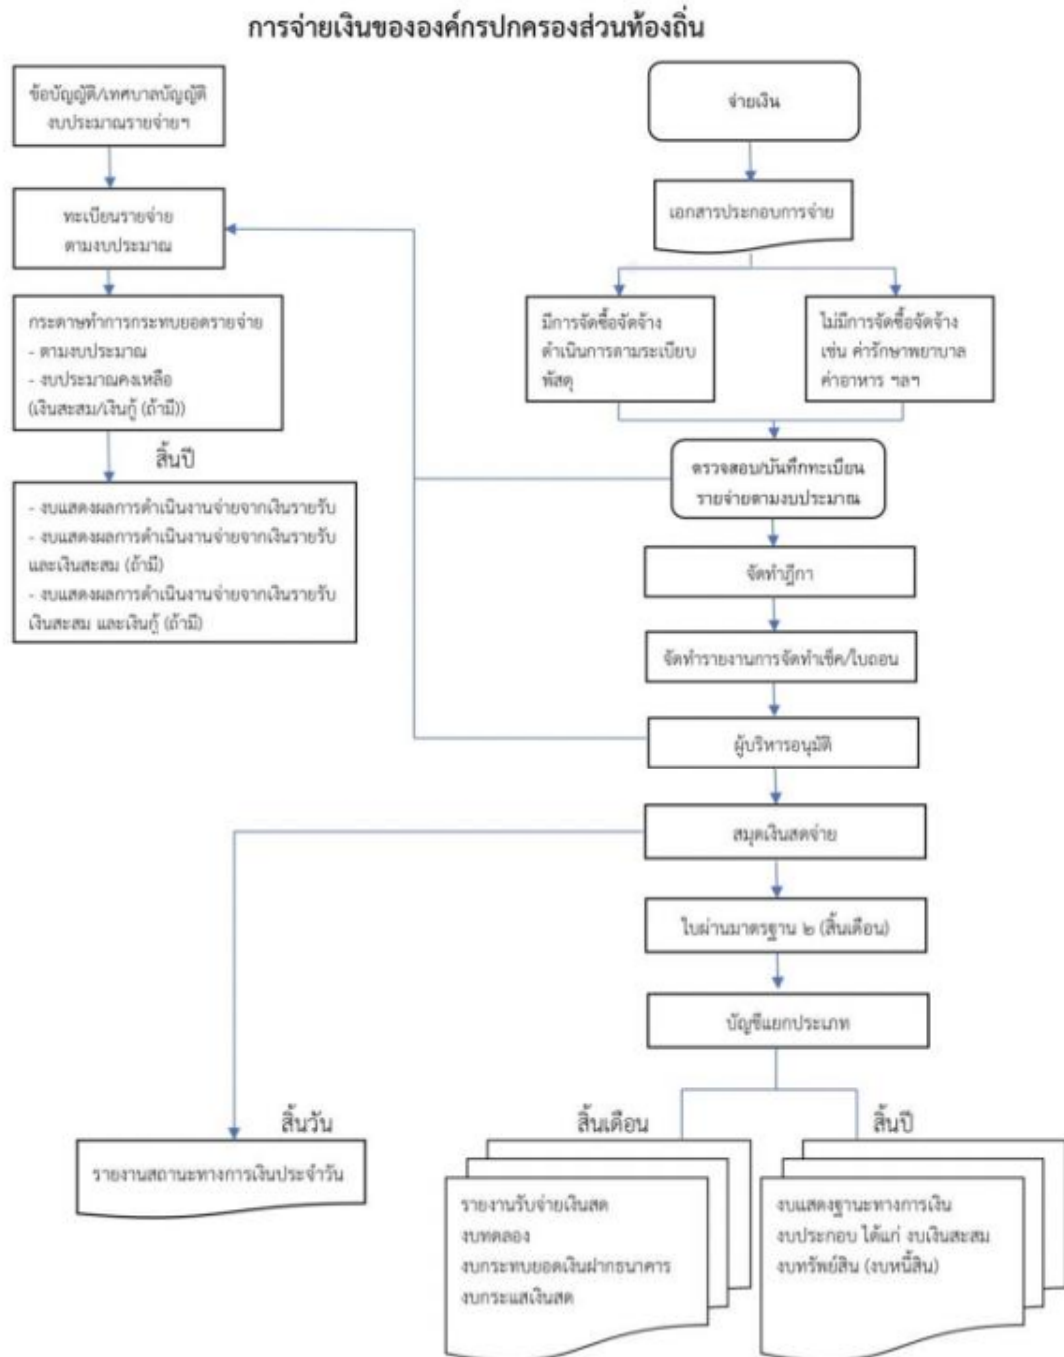 การจ่ายเงินขององค์กรปกครองส่วนท้องถิ่น
ข้อบัญญัติ/เทศบาลบัญญัติ
งบประมาณรายจ่ายฯ
ทะเบียนรายจ่าย
ตามงบประมาณ
กระดาษทำการกระทบยอดรายจ่าย
- ตามงบประมาณ
- งบประมาณคงเหลือ
(เงินสะสม/เงินกู้ (ถ้ามี))
สิ้นปี
- งบแสดงผลการดำเนินงานจ่ายจากเงินรายรับ
- งบแสดงผลการดำเนินงานจ่ายจากเงินรายรับ
และเงินสะสม (ถ้ามี)
- งบแสดงผลการดำเนินงานจ่ายจากเงินรายรับ
เงินสะสม และเงินกู้ (ถ้ามี)
จ่ายเงิน
เอกสารประกอบการจ่าย
มีการจัดซื้อจัดจ้าง
ดำเนินการตามระเบียบ
พัสดุ
ไม่มีการจัดซื้อจัดจ้าง
เช่น ค่ารักษาพยาบาล
ค่าอาหาร ฯลฯ
ตรวจสอบ/บันทึกทะเบียน
รายจ่ายตามงบประมาณ
จัดทำฎีกา
จัดทำรายงานการจัดทำเช็ค/ใบถอน
ผู้บริหารอนุมัติ
สมุดเงินสดจ่าย
ใบผ่านมาตรฐาน ๒ (สิ้นเดือน)
บัญชีแยกประเภท
สิ้นวัน
รายงานสถานะทางการเงินประจำวัน
สิ้นเดือน
รายงานรับจ่ายเงินสด
งบทดลอง
งบกระทบยอดเงินฝากธนาคาร
งบกระแสเงินสด
สิ้นปี
งบแสดงฐานะทางการเงิน
งบประกอบ ได้แก่ งบเงินสะสม
งบทรัพย์สิน (งบหนี้สิน)